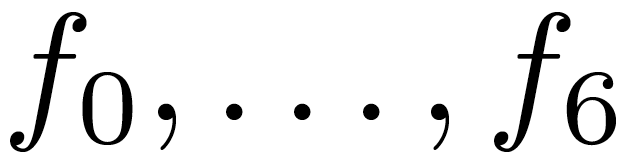 f₀, . . . , f₆